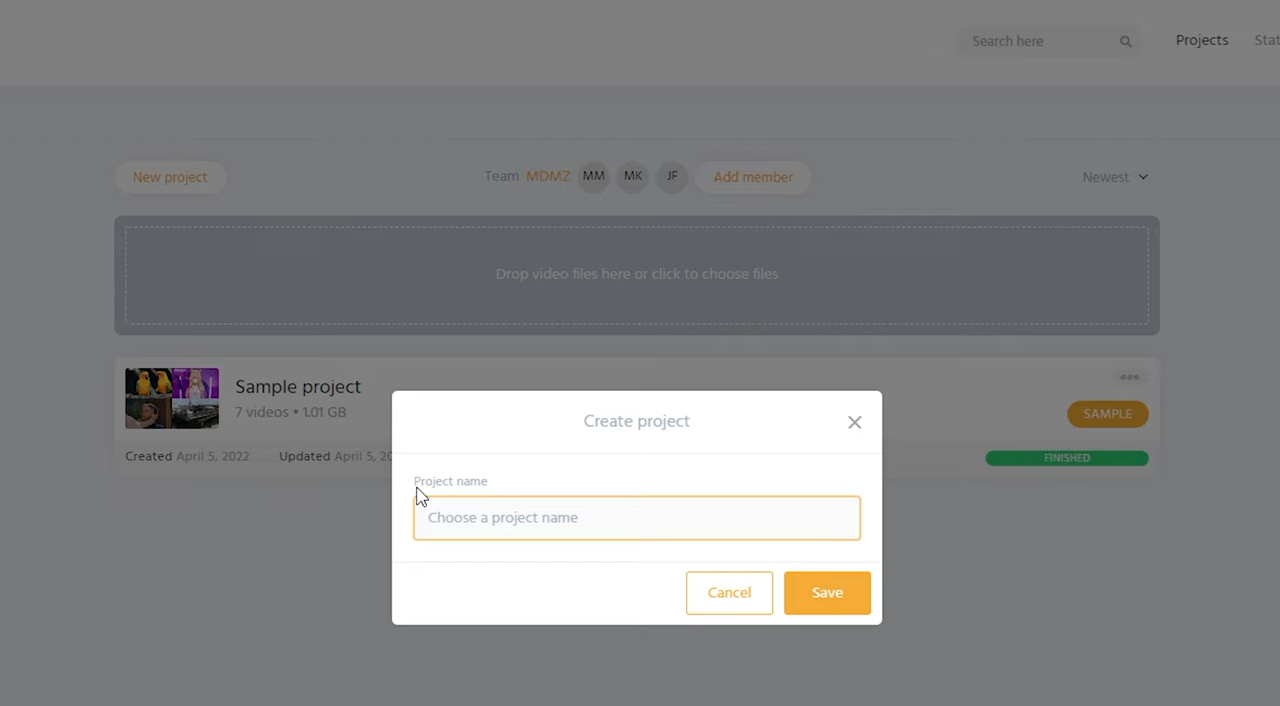 Search here
Projects
Stat
New project
Team MDMZ MM MK JF Add member
Newest
Drop video files here or click to choose files
Sample project
7 videos • 1.01 GB
SAMPLE
Created April 5, 2022 Updated April 5, 20
FINISHED
Create project
Project name
Choose a project name
Cancel
Save